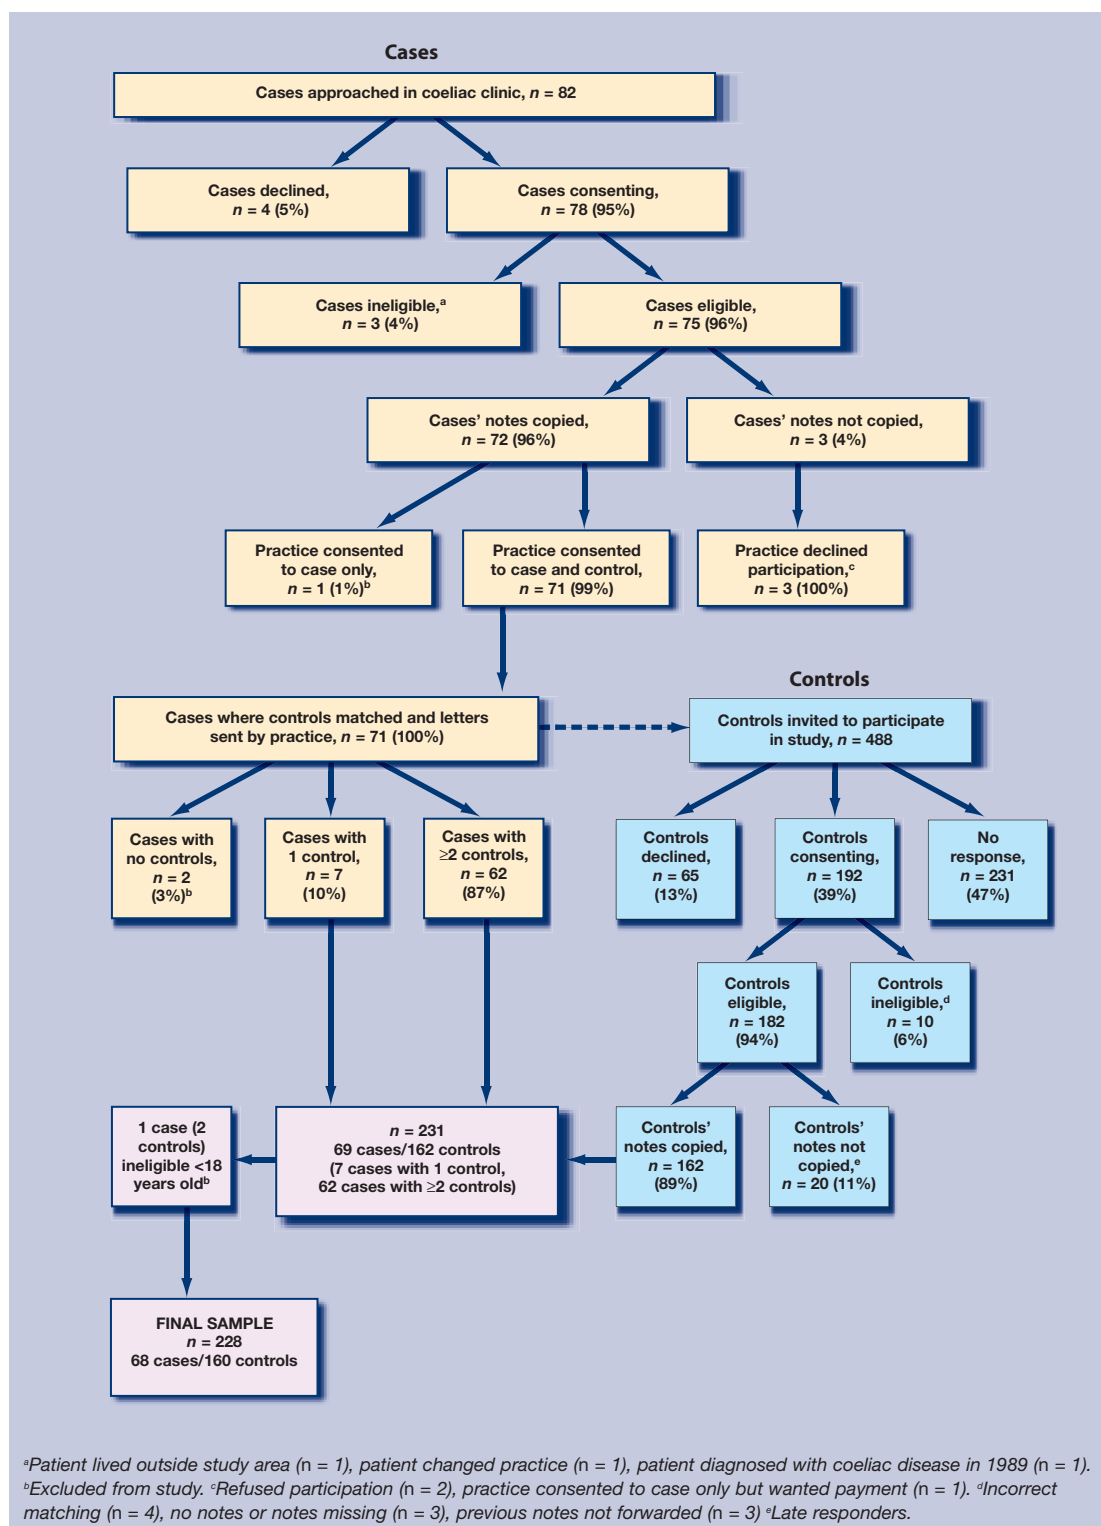 Cases
Cases approached in coeliac clinic, n = 82
Cases declined,
n = 4 (5%)
Cases consenting,
n = 78 (95%)
Cases ineligible,a
n = 3 (4%)
Cases eligible,
n = 75 (96%)
Cases’ notes copied,
n = 72 (96%)
Cases’ notes not copied,
n = 3 (4%)
Practice consented
to case only,
n = 1 (1%)b
Practice consented
to case and control,
n = 71 (99%)
Practice declined
participation,c
n = 3 (100%)
Cases where controls matched and letters
sent by practice, n = 71 (100%)
Controls
Controls invited to participate
in study, n = 488
Cases with
no controls,
n = 2
(3%)b
Cases with
1 control,
n = 7
(10%)
Cases with
≥2 controls,
n = 62
(87%)
Controls
declined,
n = 65
(13%)
Controls
consenting,
n = 192
(39%)
No
response,
n = 231
(47%)
Controls
eligible,
n = 182
(94%)
Controls
ineligible,d
n = 10
(6%)
1 case (2
controls)
ineligible <18
years oldb
n = 231
69 cases/162 controls
(7 cases with 1 control,
62 cases with ≥2 controls)
Controls’
notes copied,
n = 162
(89%)
Controls’
notes not
copied,e
n = 20 (11%)
FINAL SAMPLE
n = 228
68 cases/160 controls
aPatient lived outside study area (n = 1), patient changed practice (n = 1), patient diagnosed with coeliac disease in 1989 (n = 1).
bExcluded from study. cRefused participation (n = 2), practice consented to case only but wanted payment (n = 1). dIncorrect
matching (n = 4), no notes or notes missing (n = 3), previous notes not forwarded (n = 3) eLate responders.